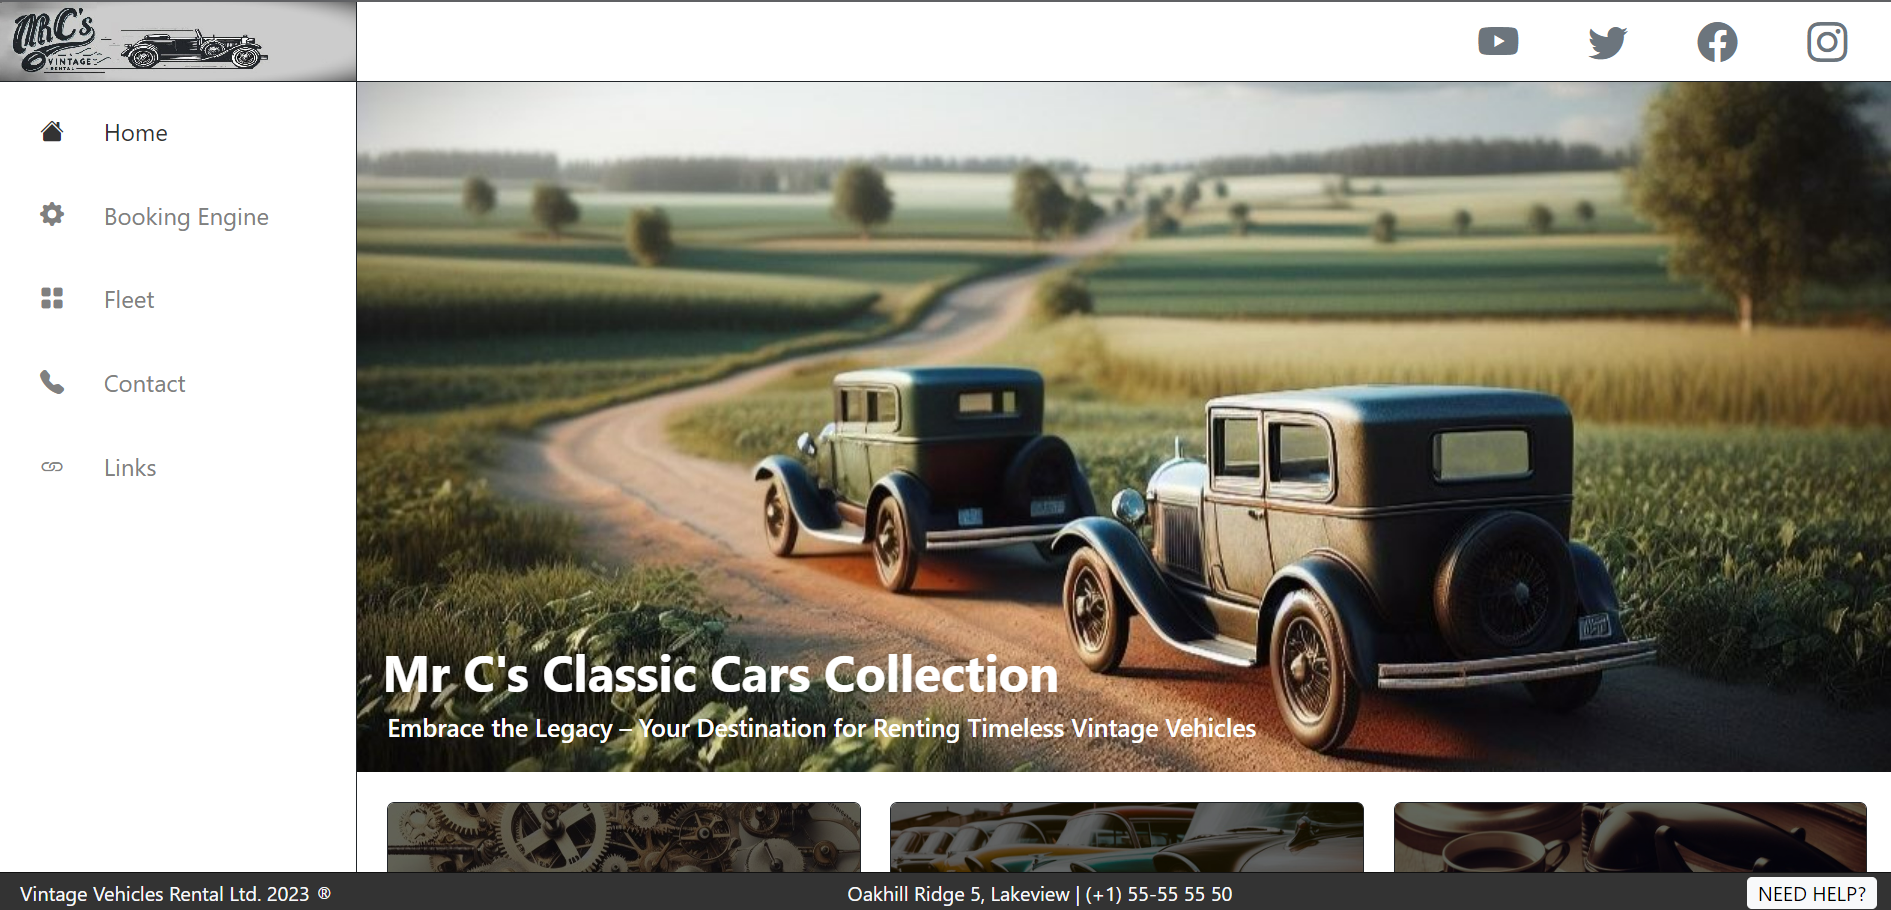 Mr C's
VINTAGE
RENTAL
Home
Booking Engine
Fleet
Contact
Links
Mr C's Classic Cars Collection
Embrace the Legacy – Your Destination for Renting Timeless Vintage Vehicles
Vintage Vehicles Rental Ltd. 2023 ®
Oakhill Ridge 5, Lakeview | (+1) 55-55 55 50
NEED HELP?